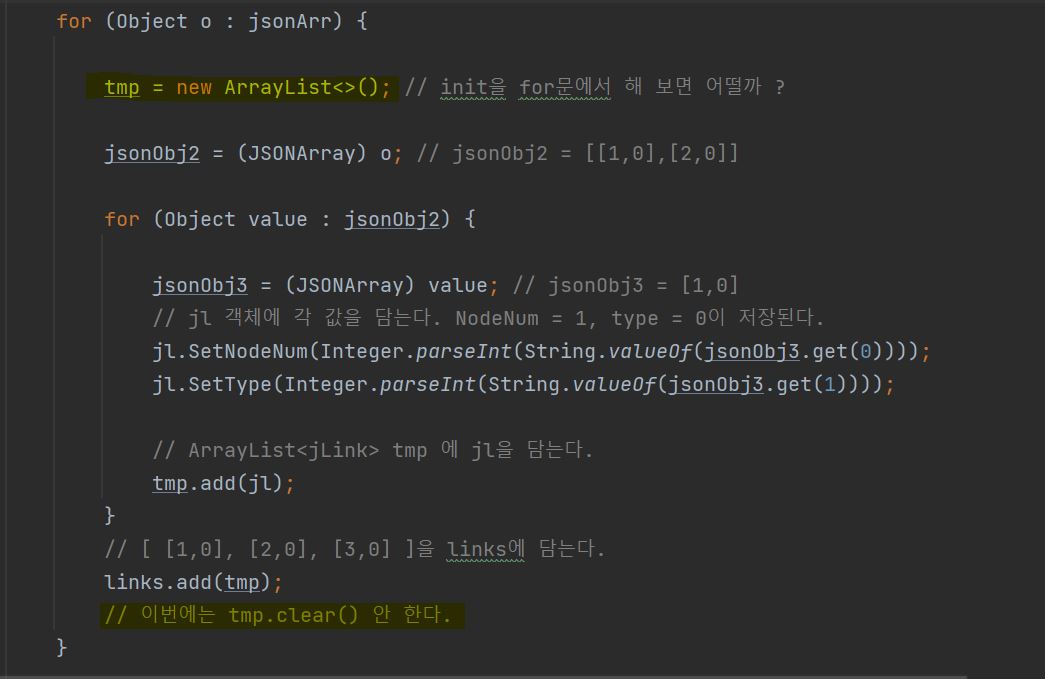 for (Object o : jsonArr) {
tmp = new ArrayList<>(); // init을 for문에서 해 보면 어떨까 ?
jsonObj2 = (JSONArray) o; // jsonObj2 = [[1,0],[2,0]]
for (Object value : jsonObj2) {
jsonObj3 = (JSONArray) value; // jsonObj3 = [1,0]
// jl 객체에 각 값을 담는다. NodeNum = 1, type = 0이 저장된다.
jl.SetNodeNum(Integer.parseInt(String.valueOf(jsonObj3.get(0))));
jl.SetType(Integer.parseInt(String.valueOf(jsonObj3.get(1))));
// ArrayList<jLink> tmp 에 jl을 담는다.
tmp.add(jl);
}
// [ [1,0], [2,0], [3,0] ]을 links에 담는다.
links.add(tmp);
// 이번에는 tmp.clear() 안 한다.
}